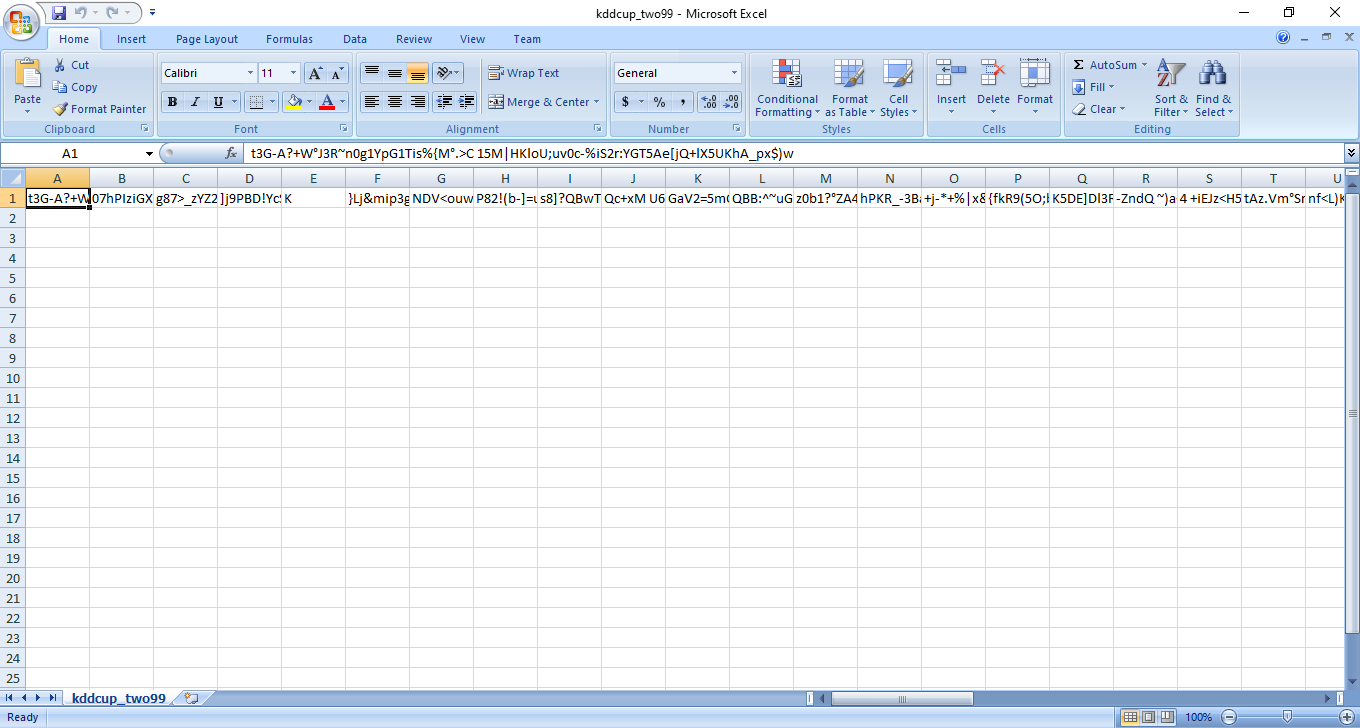 kddcup_two99 - Microsoft Excel
Home Insert Page Layout Formulas Data Review View Team
Paste Cut Copy Format Painter Clipboard
Calibri 11 A A B I U A Font
Wrap Text Merge & Center Alignment
General $ % , .00 Number
Conditional Formatting Format as Table Cell Styles Styles
Insert Delete Format Cells
Σ AutoSum Fill Clear Sort & Filter Find & Select Editing
A1 fx t3G-A?+W°J3R~n0g1YpG1Tis%{M°.>C 15M|HKloU;uv0c-%iS2r:YGT5Ae[jQ+lX5UKhA_px$)w
A B C D E F G H I J K L M N O P Q R S T U
1 t3G-A?+W 07hPIziGX g87>_zYZ2 ]j9PBD!Yc K }Lj&mip3g NDV<ouw P82!(b-]= s8]?QBwT Qc+xM U6 GaV2=5m QBB:^~uG z0b1?°ZA4 hPKR_-3B +j-*+%|x& {fkR9(5O; K5DE]Dl3 -ZndQ ~)a 4 +iEJz<H5 tAz.Vm°S nf<L)K
2
3
4
5
6
7
8
9
10
11
12
13
14
15
16
17
18
19
20
21
22
23
24
25
kddcup_two99
Ready 100%